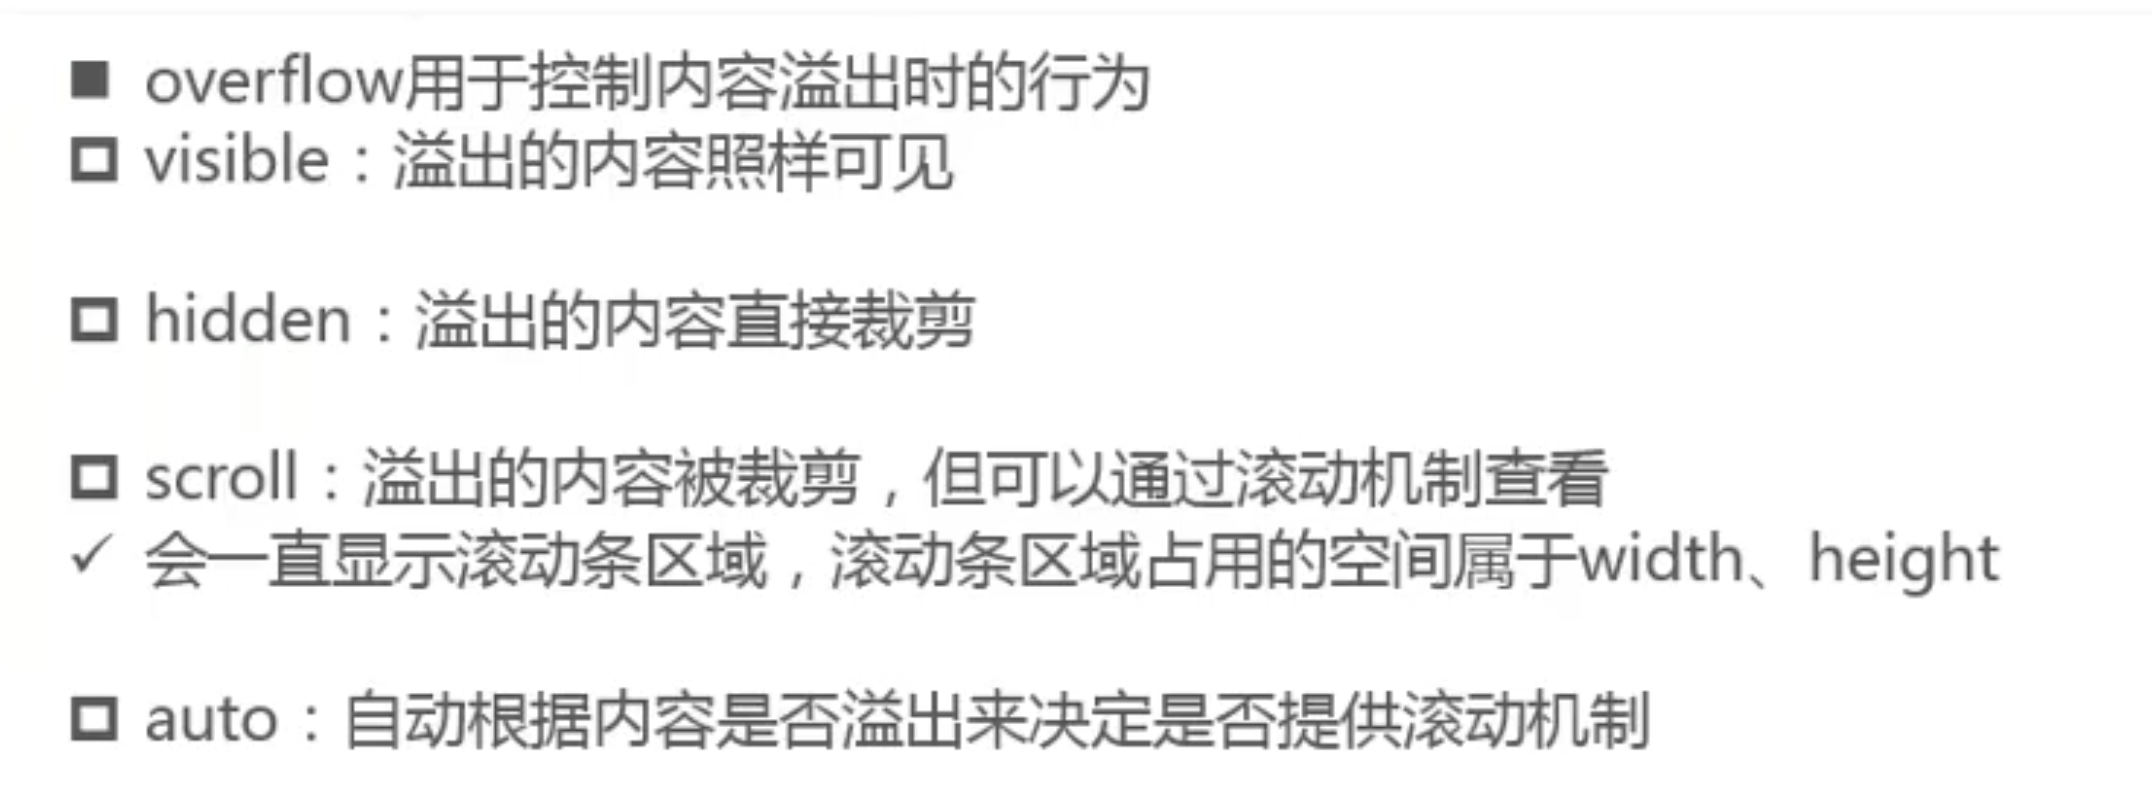 ■ overflow用于控制内容溢出时的行为
□ visible：溢出的内容照样可见
□ hidden：溢出的内容直接裁剪
□ scroll：溢出的内容被裁剪，但可以通过滚动机制查看
✓ 会一直显示滚动条区域，滚动条区域占用的空间属于width、height
□ auto：自动根据内容是否溢出来决定是否提供滚动机制